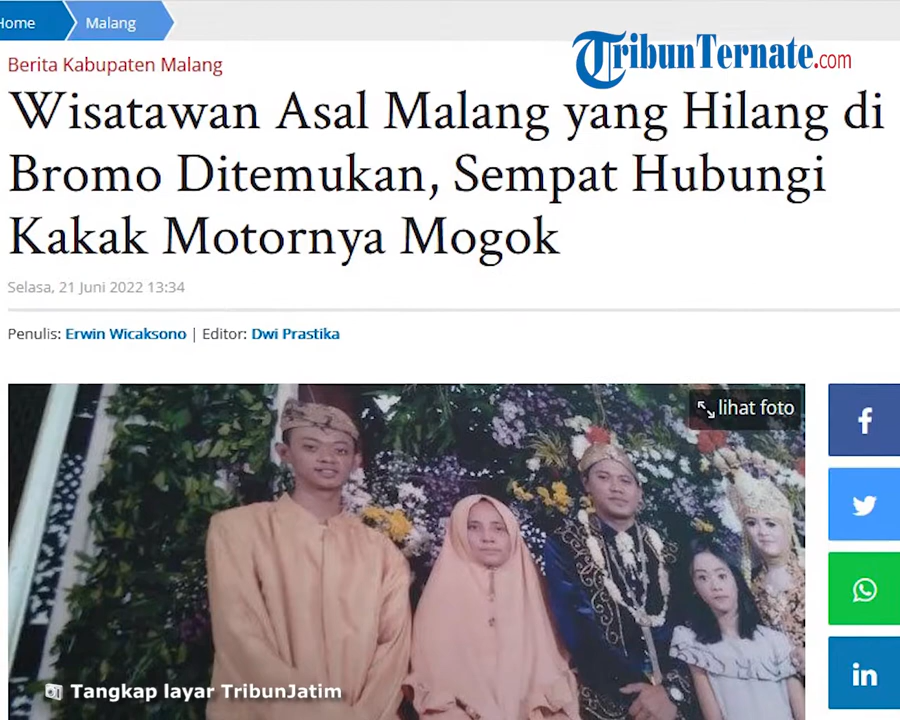 Home
Malang
TribunTernate.com
Berita Kabupaten Malang
Wisatawan Asal Malang yang Hilang di
Bromo Ditemukan, Sempat Hubungi
Kakak Motornya Mogok
Selasa, 21 Juni 2022 13:34
Penulis: Erwin Wicaksono | Editor: Dwi Prastika
lihat foto
Tangkap layar TribunJatim